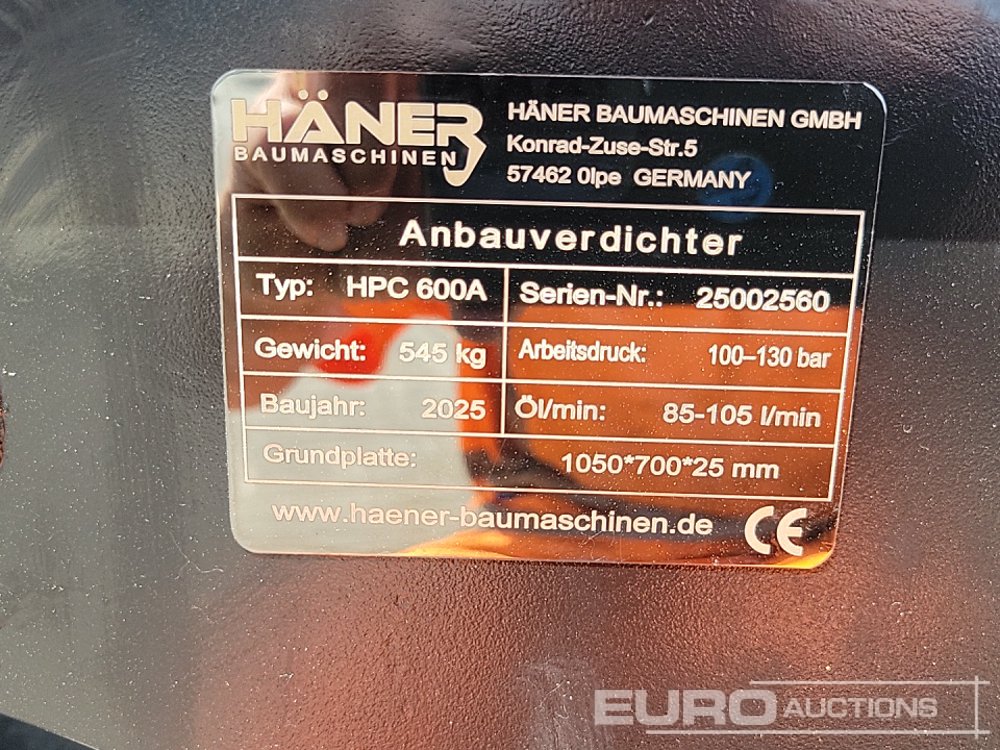 HÄNER
BAUMASCHINEN
HÄNER BAUMASCHINEN GMBH
Konrad-Zuse-Str.5
57462 Olpe GERMANY
Anbauverdichter
Typ: HPC 600A
Serien-Nr.: 25002560
Gewicht: 545 kg
Arbeitsdruck: 100–130 bar
Baujahr: 2025
Öl/min: 85-105 l/min
Grundplatte: 1050*700*25 mm
www.haener-baumaschinen.de CE
EURO AUCTIONS